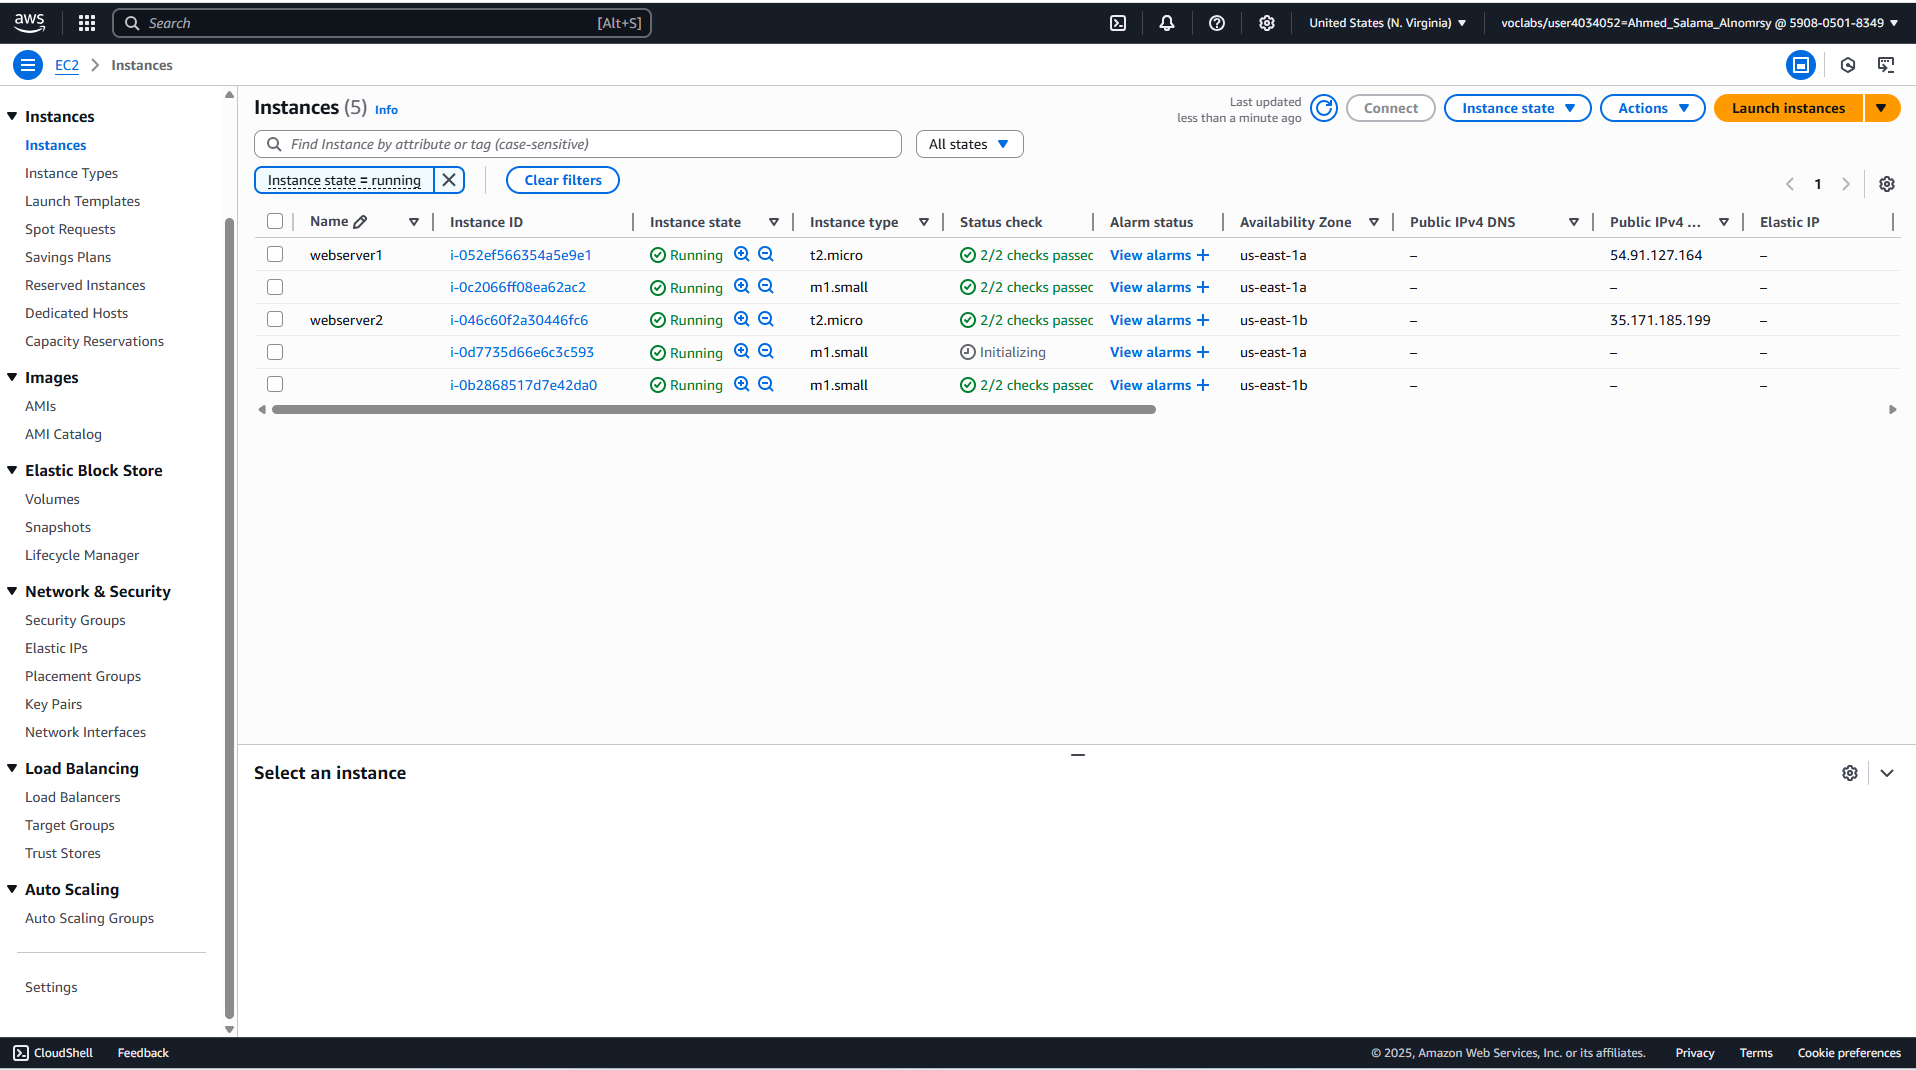 aws
Search [Alt+S]
United States (N. Virginia)
voclabs/user4034052=Ahmed_Salama_Alnomrsy @ 5908-0501-8349
EC2 > Instances
Instances
Instances
Instance Types
Launch Templates
Spot Requests
Savings Plans
Reserved Instances
Dedicated Hosts
Capacity Reservations
Images
AMIs
AMI Catalog
Elastic Block Store
Volumes
Snapshots
Lifecycle Manager
Network & Security
Security Groups
Elastic IPs
Placement Groups
Key Pairs
Network Interfaces
Load Balancing
Load Balancers
Target Groups
Trust Stores
Auto Scaling
Auto Scaling Groups
Settings
Instances (5) Info
Last updated
less than a minute ago
Connect
Instance state
Actions
Launch instances
Find Instance by attribute or tag (case-sensitive)
All states
Instance state = running
Clear filters
1
Name Instance ID Instance state Instance type Status check Alarm status Availability Zone Public IPv4 DNS Public IPv4 ... Elastic IP
webserver1 i-052ef566354a5e9e1 Running t2.micro 2/2 checks passec View alarms + us-east-1a – 54.91.127.164 –
i-0c2066ff08ea62ac2 Running m1.small 2/2 checks passec View alarms + us-east-1a – – –
webserver2 i-046c60f2a30446fc6 Running t2.micro 2/2 checks passec View alarms + us-east-1b – 35.171.185.199 –
i-0d7735d66e6c3c593 Running m1.small Initializing View alarms + us-east-1a – – –
i-0b2868517d7e42da0 Running m1.small 2/2 checks passec View alarms + us-east-1b – – –
Select an instance
CloudShell Feedback
© 2025, Amazon Web Services, Inc. or its affiliates. Privacy Terms Cookie preferences